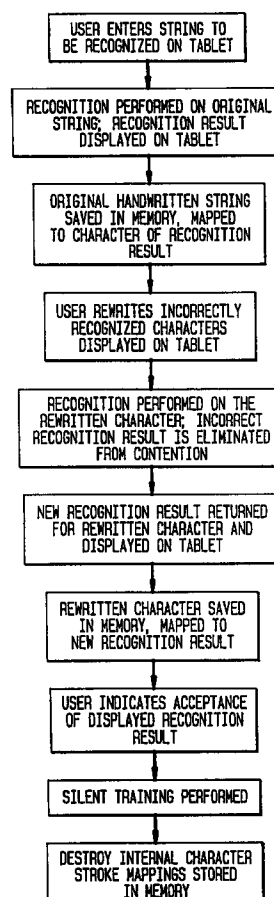 USER ENTERS STRING TO
BE RECOGNIZED ON TABLET
RECOGNITION PERFORMED ON ORIGINAL
STRING; RECOGNITION RESULT
DISPLAYED ON TABLET
ORIGINAL HANDWRITTEN STRING
SAVED IN MEMORY, MAPPED
TO CHARACTER OF RECOGNITION
RESULT
USER REWRITES INCORRECTLY
RECOGNIZED CHARACTERS
DISPLAYED ON TABLET
RECOGNITION PERFORMED ON THE
REWRITTEN CHARACTER; INCORRECT
RECOGNITION RESULT IS ELIMINATED
FROM CONTENTION
NEW RECOGNITION RESULT RETURNED
FOR REWRITTEN CHARACTER AND
DISPLAYED ON TABLET
REWRITTEN CHARACTER SAVED
IN MEMORY, MAPPED TO
NEW RECOGNITION RESULT
USER INDICATES ACCEPTANCE
OF DISPLAYED RECOGNITION
RESULT
SILENT TRAINING PERFORMED
DESTROY INTERNAL CHARACTER
STROKE MAPPINGS STORED
IN MEMORY